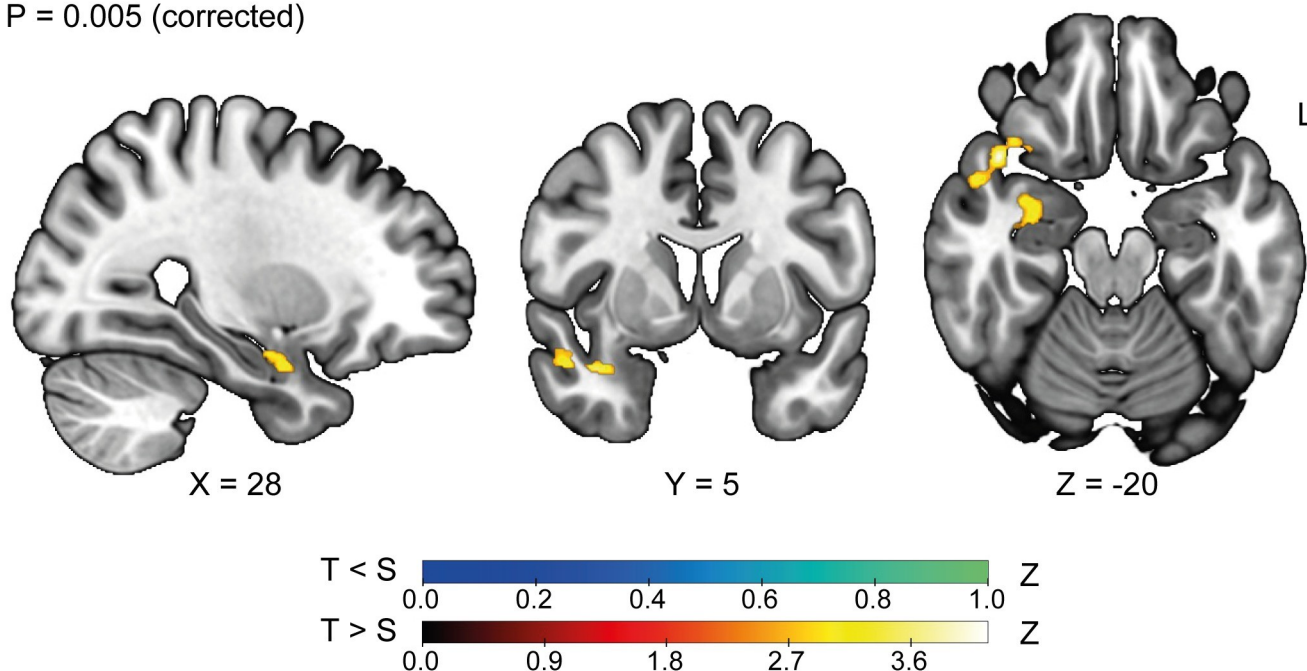 P = 0.005 (corrected)
L
X = 28
Y = 5
Z = -20
T < S
Z
0.0 0.2 0.4 0.6 0.8 1.0
T > S
Z
0.0 0.9 1.8 2.7 3.6